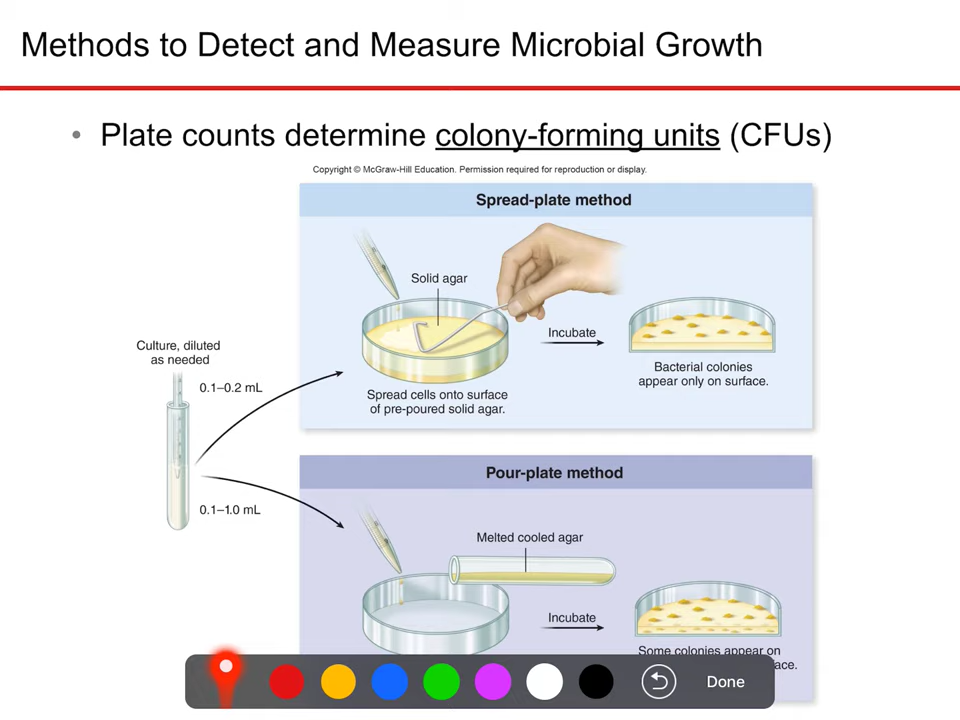 Methods to Detect and Measure Microbial Growth
• Plate counts determine colony-forming units (CFUs)
Copyright © McGraw-Hill Education. Permission required for reproduction or display.
Spread-plate method
Solid agar
Incubate
Spread cells onto surface
of pre-poured solid agar.
Bacterial colonies
appear only on surface.
Culture, diluted
as needed
0.1–0.2 mL
0.1–1.0 mL
Pour-plate method
Melted cooled agar
Incubate
Some colonies appear on
ace.
Done